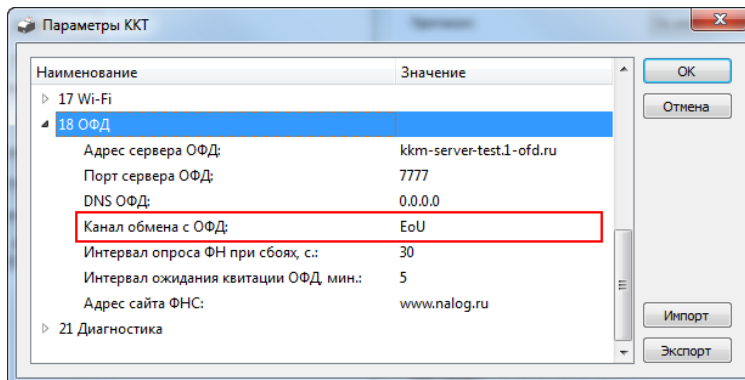 Параметры ККТ
Наименование Значение
17 Wi-Fi
18 ОФД
Адрес сервера ОФД: kkm-server-test.1-ofd.ru
Порт сервера ОФД: 7777
DNS ОФД: 0.0.0.0
Канал обмена с ОФД: EoU
Интервал опроса ФН при сбоях, с.: 30
Интервал ожидания квитации ОФД, мин.: 5
Адрес сайта ФНС: www.nalog.ru
21 Диагностика
ОК
Отмена
Импорт
Экспорт